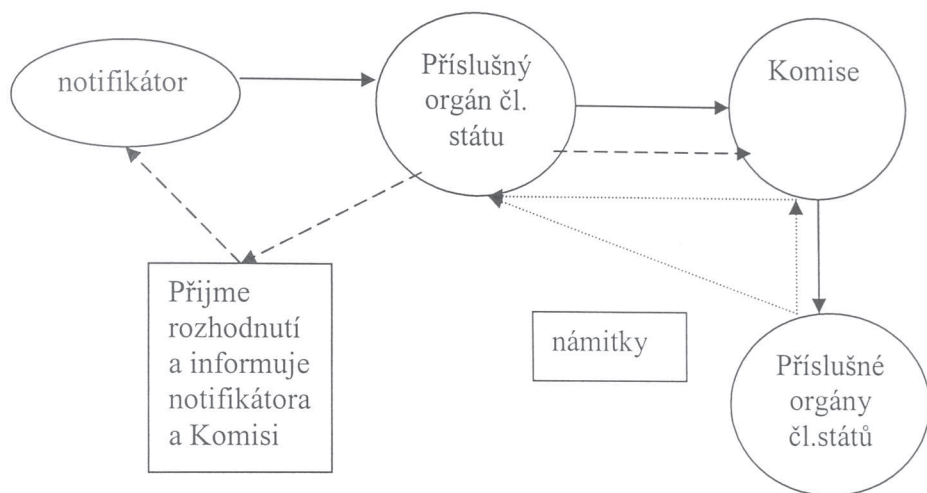 notifikátor
Příslušný
orgán čl.
státu
Komise
Přijme
rozhodnutí
a informuje
notifikátora
a Komisi
námitky
Příslušné
orgány
čl.států